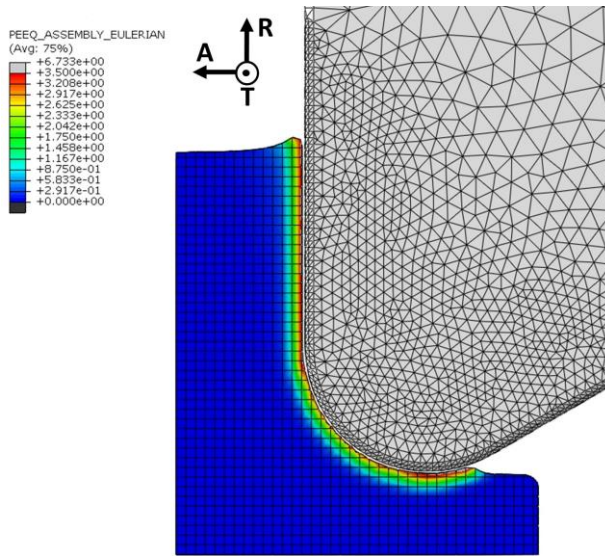 PEEQ_ASSEMBLY_EULERIAN
(Avg: 75%)
+6.733e+00
+3.500e+00
+3.208e+00
+2.917e+00
+2.625e+00
+2.333e+00
+2.042e+00
+1.750e+00
+1.458e+00
+1.167e+00
+8.750e-01
+5.833e-01
+2.917e-01
+0.000e+00
R
A
T